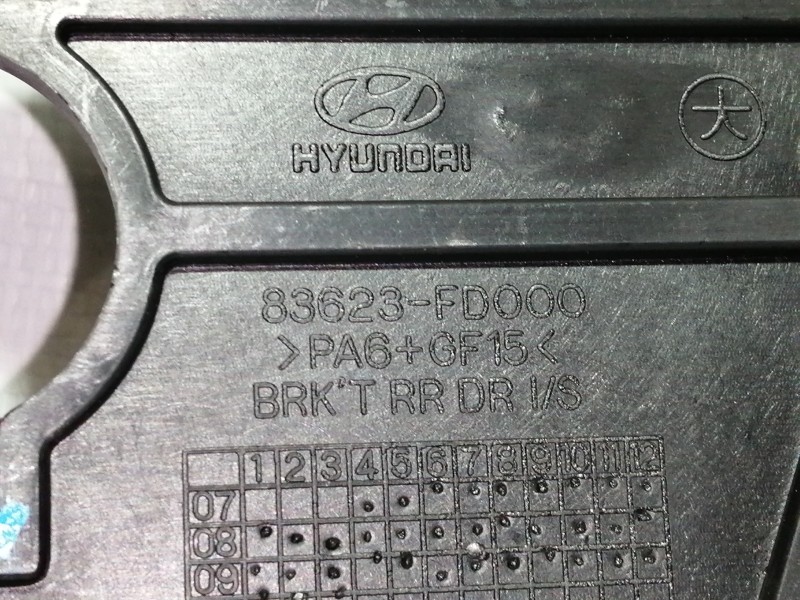 HYUNDAI
大
83623-FD000
>PA6+GF15<
BRK'T RR DR I/S
1 2 3 4 5 6 7 8 9 10 11 12
07
08
09